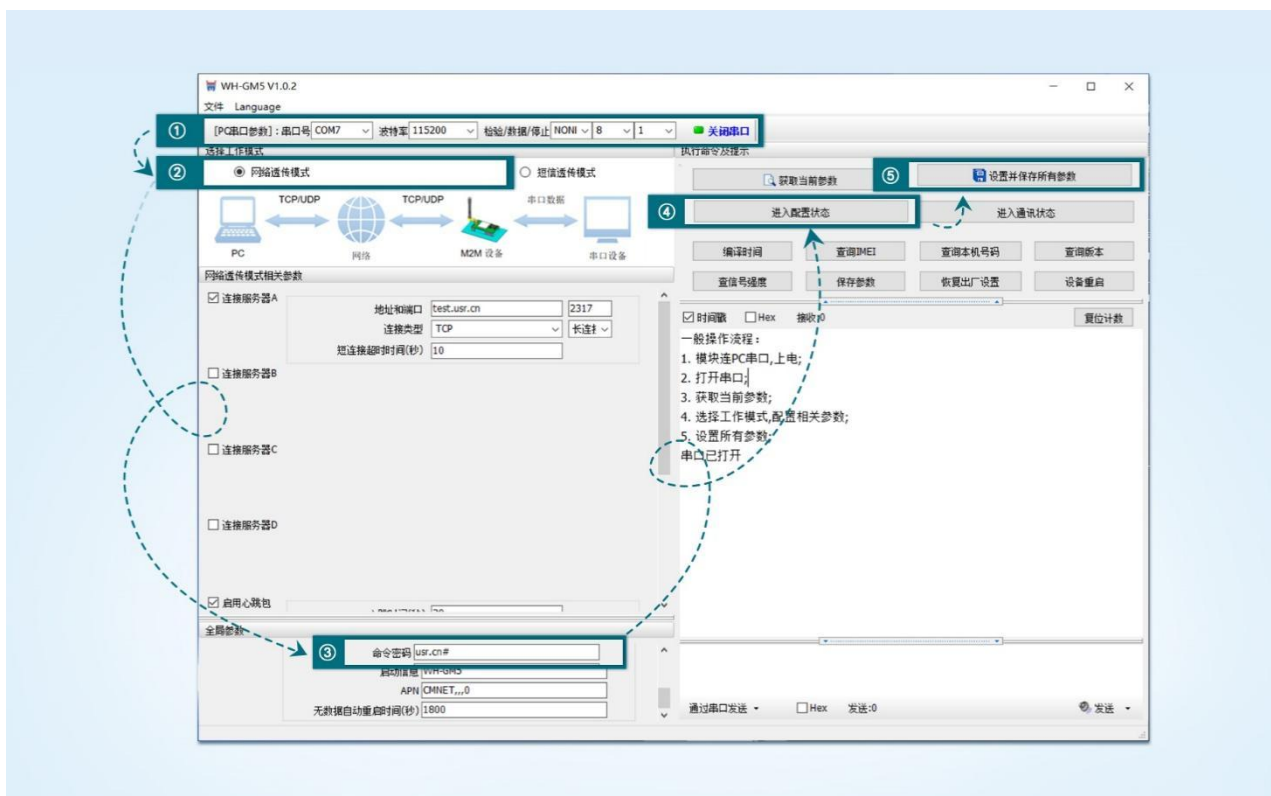 WH-GM5 V1.0.2
文件 Language
① [PC串口参数]：串口号 COM7 波特率 115200 检验/数据/停止 NONI 8 1 关闭串口
选择工作模式
② 网络透传模式 短信透传模式
TCP/UDP TCP/UDP 串口数据
PC 网络 M2M 设备 串口设备
网络透传模式相关参数
连接服务器A
地址和端口 test.usr.cn 2317
连接类型 TCP 长连接
短连接超时时间(秒) 10
连接服务器B
连接服务器C
连接服务器D
启用心跳包
全局参数
③ 命令密码 usr.cn#
启动信息 WH-GM5
APN CMNET,,,0
无数据自动重启时间(秒) 1800
执行命令及提示
获取当前参数 ⑤ 设置并保存所有参数
④ 进入配置状态 进入通讯状态
编译时间 查询IMEI 查询本机号码 查询版本
查信号强度 保存参数 恢复出厂设置 设备重启
时间戳 Hex 接收:0 复位计数
一般操作流程：
1. 模块连PC串口,上电;
2. 打开串口;
3. 获取当前参数;
4. 选择工作模式,配置相关参数;
5. 设置所有参数;
串口已打开
通过串口发送 Hex 发送:0 发送